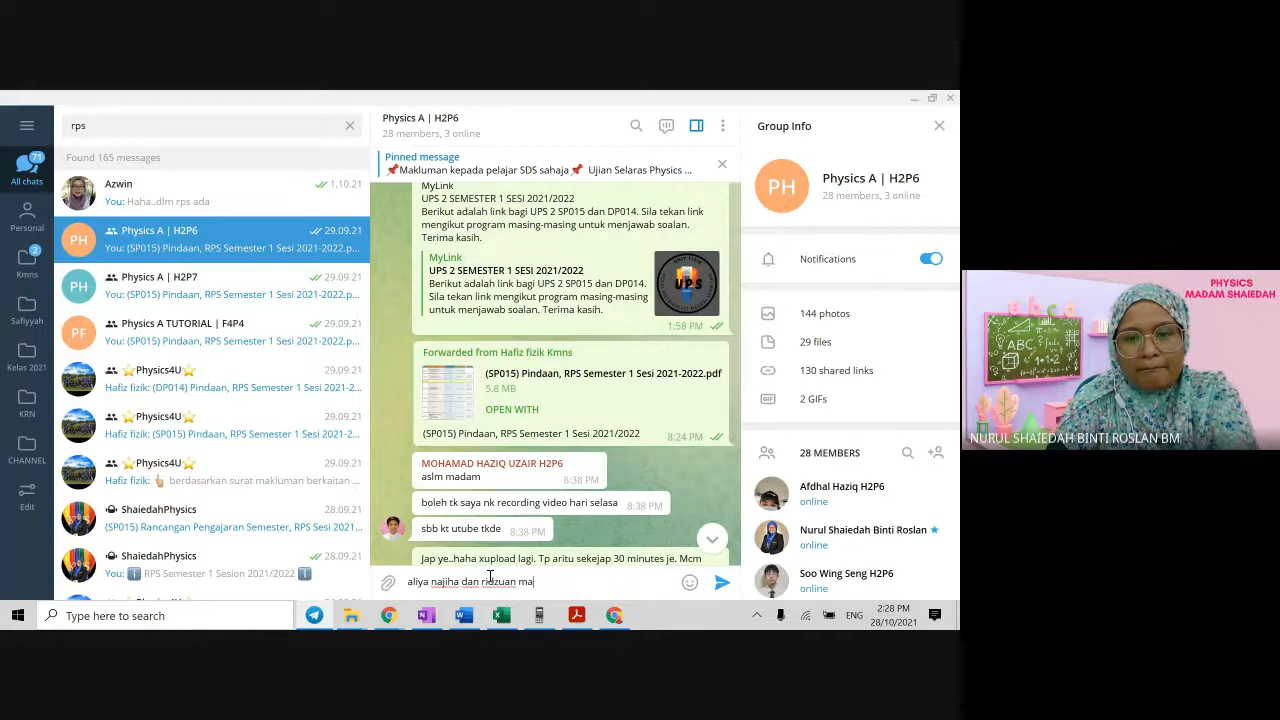 rps
Found 165 messages
71
All chats
Personal
2
Kmns
Safiyyah
Kelas 2021
KRN
CHANNEL
Edit
Azwin
1.10.21
You: Haha..dlm rps ada
PH
Physics A | H2P6
29.09.21
You: (SP015) Pindaan, RPS Semester 1 Sesi 2021-2022.p...
PH
Physics A | H2P7
29.09.21
You: (SP015) Pindaan, RPS Semester 1 Sesi 2021-2022.p...
PF
Physics A TUTORIAL | F4P4
29.09.21
You: (SP015) Pindaan, RPS Semester 1 Sesi 2021-2022.p...
⭐Physics4U⭐
29.09.21
Hafiz fizik: (DP014) Pindaan, RPS Semester 1 Sesi 2021-2...
⭐Physics4U⭐
29.09.21
Hafiz fizik: (SP015) Pindaan, RPS Semester 1 Sesi 2021-2...
⭐Physics4U⭐
29.09.21
Hafiz fizik: 👆 berdasarkan surat makluman berkaitan ...
ShaiedahPhysics
28.09.21
(SP015) Rancangan Pengajaran Semester, RPS Sesi 2021...
ShaiedahPhysics
28.09.21
You: ℹ️ RPS Semester 1 Sesion 2021/2022 ℹ️
Physics A | H2P6
28 members, 3 online
Pinned message
📌Makluman kepada pelajar SDS sahaja📌 Ujian Selaras Physics ...
MyLink
UPS 2 SEMESTER 1 SESI 2021/2022
Berikut adalah link bagi UPS 2 SP015 dan DP014. Sila tekan link
mengikut program masing-masing untuk menjawab soalan.
Terima kasih.
MyLink
UPS 2 SEMESTER 1 SESI 2021/2022
Berikut adalah link bagi UPS 2 SP015 dan DP014.
Sila tekan link mengikut program masing-masing
untuk menjawab soalan. Terima kasih.
UPS
1:58 PM
Forwarded from Hafiz fizik Kmns
(SP015) Pindaan, RPS Semester 1 Sesi 2021-2022.pdf
5.8 MB
OPEN WITH
(SP015) Pindaan, RPS Semester 1 Sesi 2021/2022
8:24 PM
MOHAMAD HAZIQ UZAIR H2P6
aslm madam
8:38 PM
boleh tk saya nk recording video hari selasa
8:38 PM
sbb kt utube tkde
8:38 PM
Jap ye..haha xupload lagi. Tp aritu sekejap 30 minutes je. Mcm
aliya najiha dan ridzuan ma
Group Info
PH
Physics A | H2P6
28 members, 3 online
Notifications
144 photos
29 files
130 shared links
GIF
2 GIFs
28 MEMBERS
Afdhal Haziq H2P6
online
Nurul Shaiedah Binti Roslan
online
Soo Wing Seng H2P6
online
Type here to search
ENG
2:28 PM
28/10/2021
PHYSICS
MADAM SHAIEDAH
a b c
ABC
NURUL SHAIEDAH BINTI ROSLAN BM